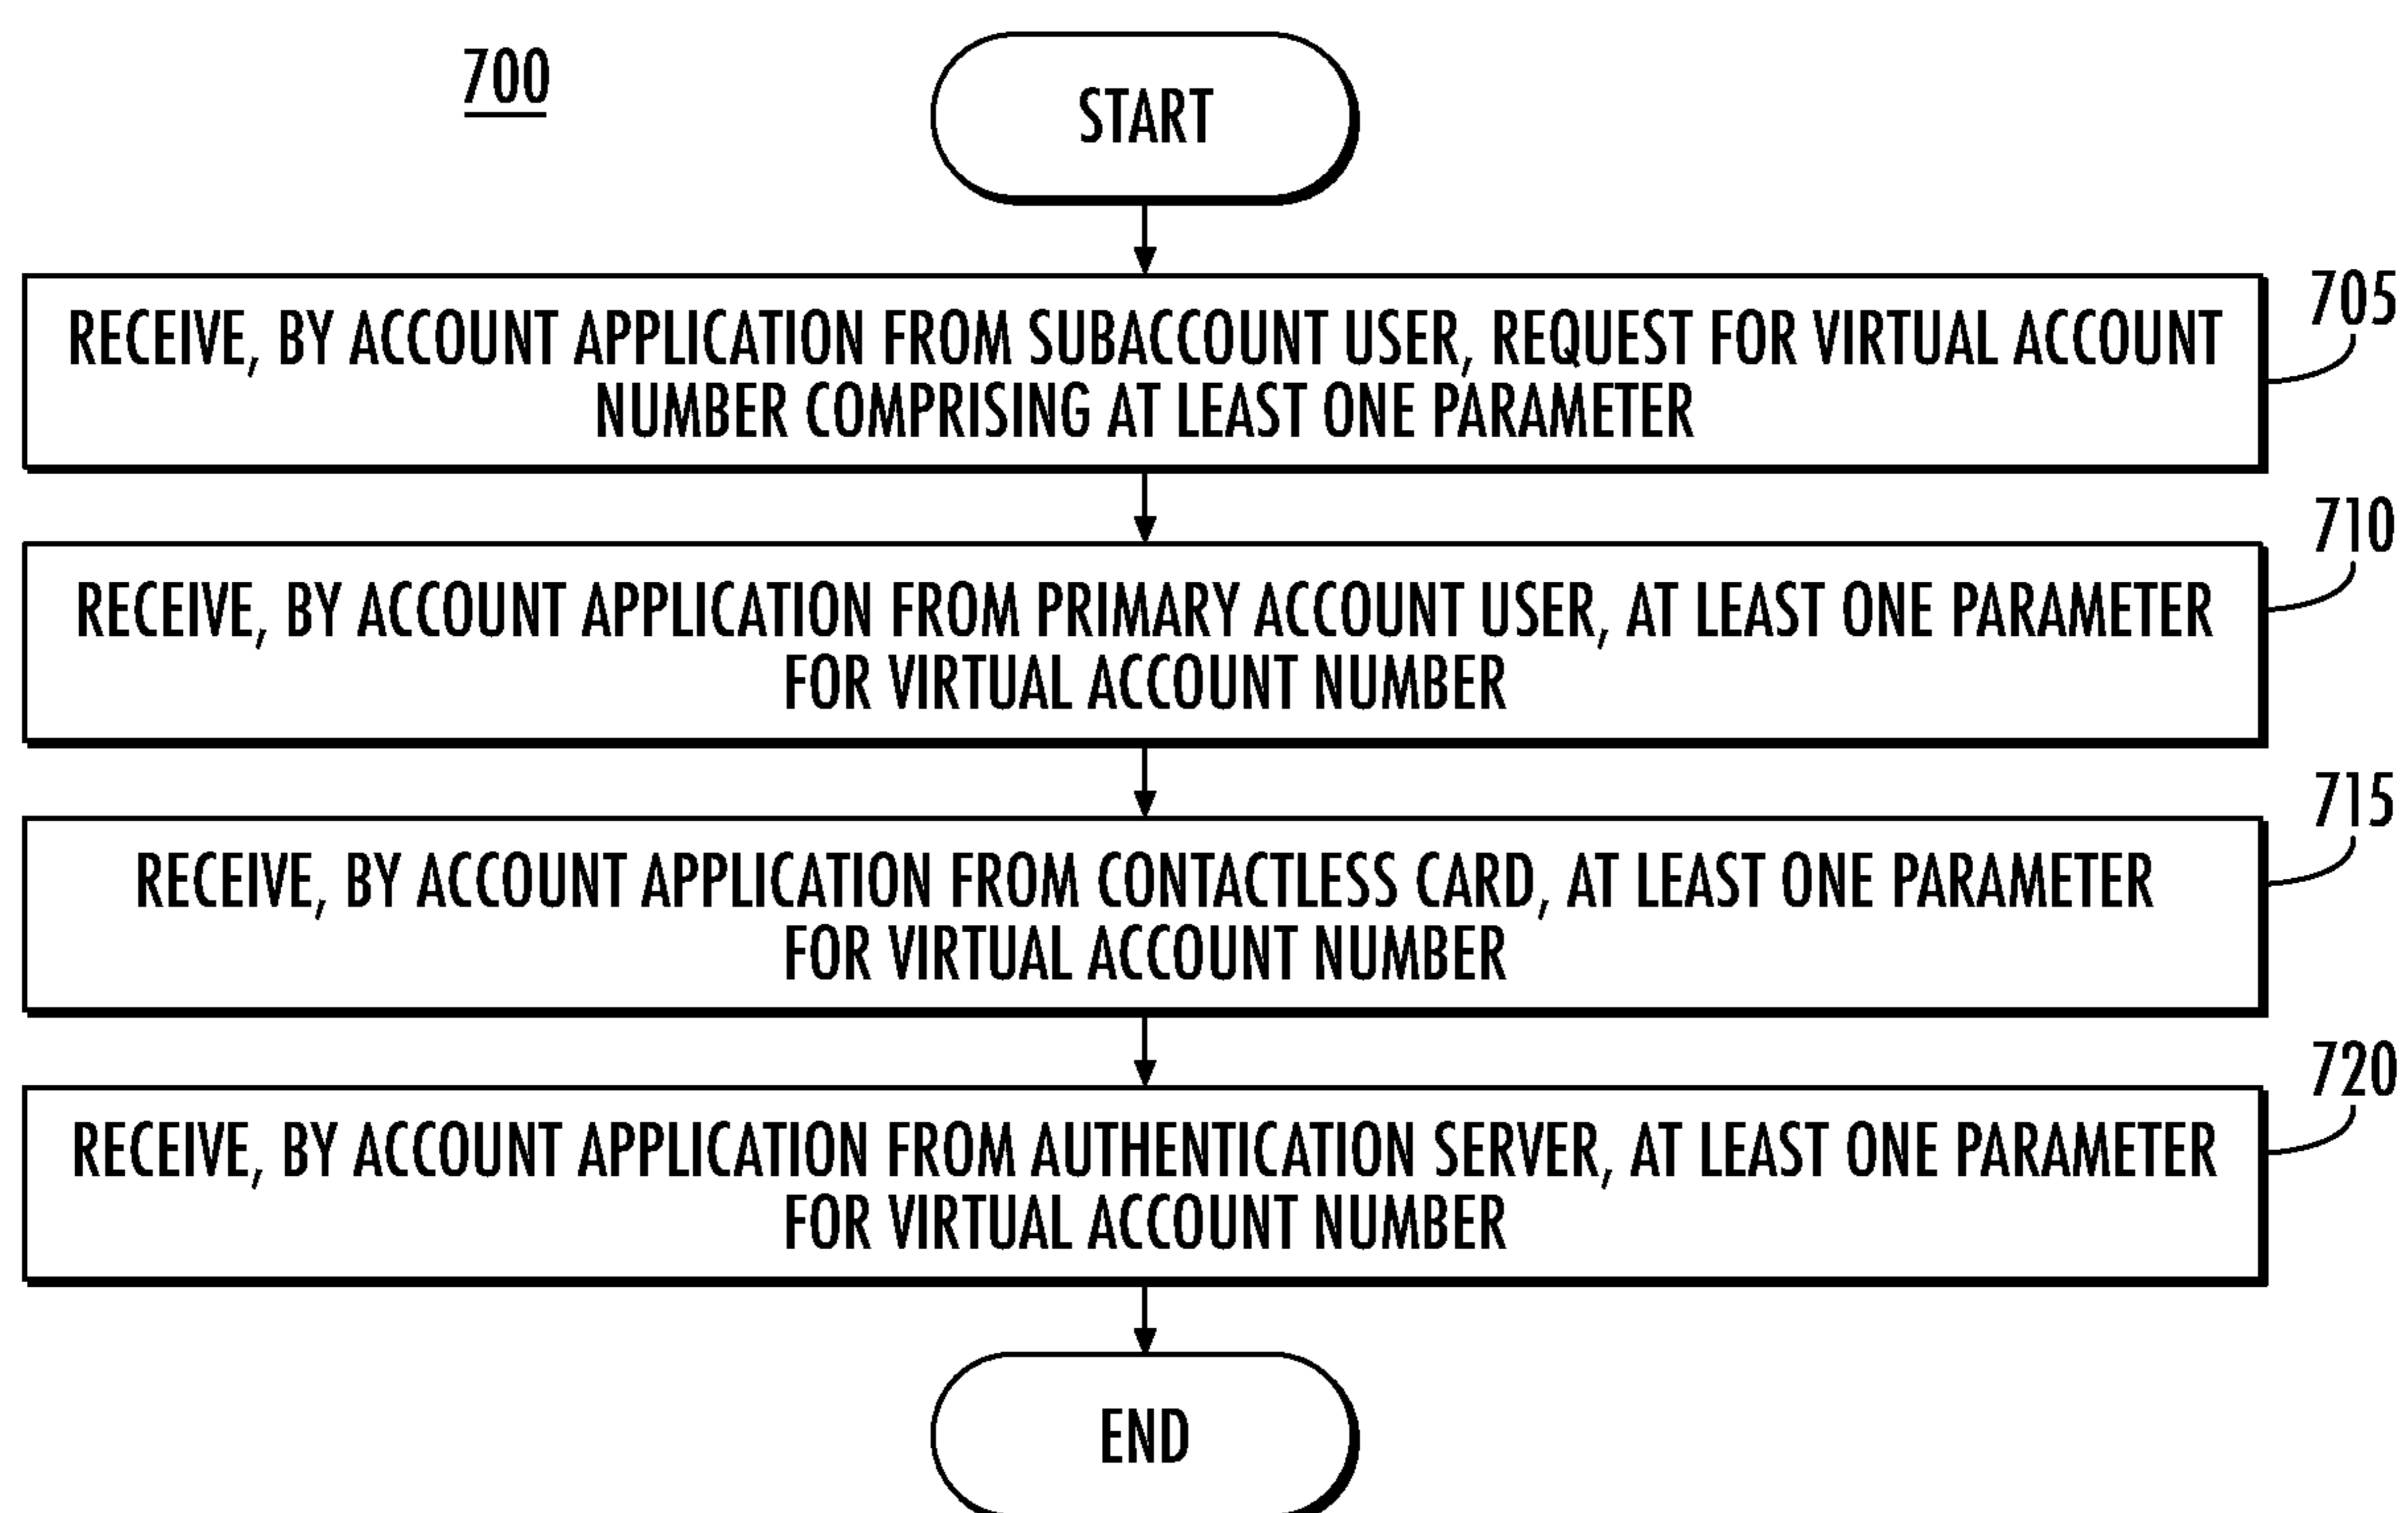 700
START
RECEIVE, BY ACCOUNT APPLICATION FROM SUBACCOUNT USER, REQUEST FOR VIRTUAL ACCOUNT
NUMBER COMPRISING AT LEAST ONE PARAMETER
705
RECEIVE, BY ACCOUNT APPLICATION FROM PRIMARY ACCOUNT USER, AT LEAST ONE PARAMETER
FOR VIRTUAL ACCOUNT NUMBER
710
RECEIVE, BY ACCOUNT APPLICATION FROM CONTACTLESS CARD, AT LEAST ONE PARAMETER
FOR VIRTUAL ACCOUNT NUMBER
715
RECEIVE, BY ACCOUNT APPLICATION FROM AUTHENTICATION SERVER, AT LEAST ONE PARAMETER
FOR VIRTUAL ACCOUNT NUMBER
720
END